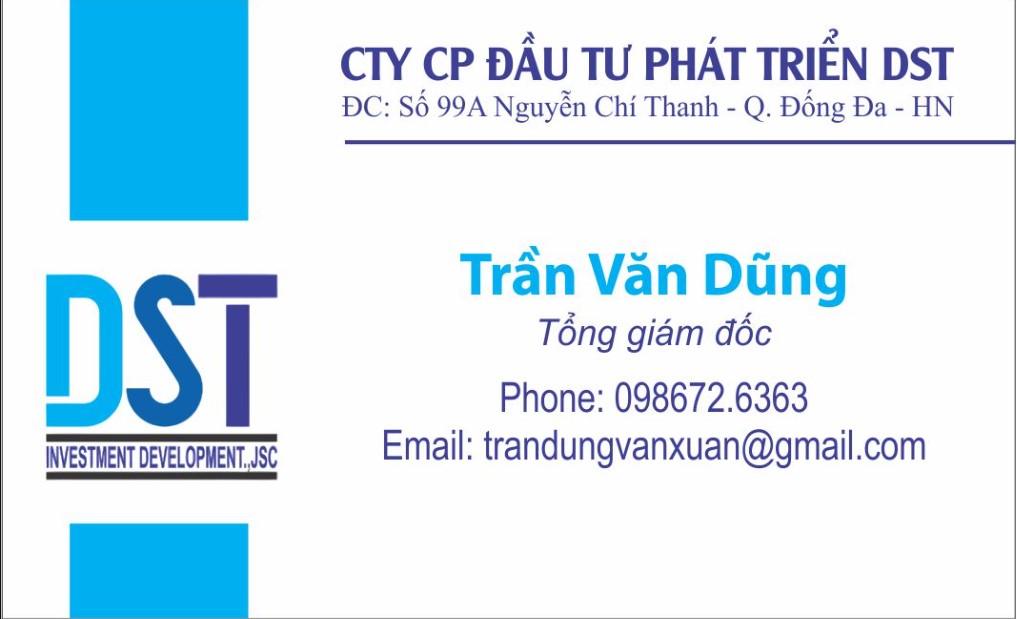 CTY CP ĐẦU TƯ PHÁT TRIỂN DST
ĐC: Số 99A Nguyễn Chí Thanh - Q. Đống Đa - HN
DST
INVESTMENT DEVELOPMENT.,JSC
Trần Văn Dũng
Tổng giám đốc
Phone: 098672.6363
Email: trandungvanxuan@gmail.com